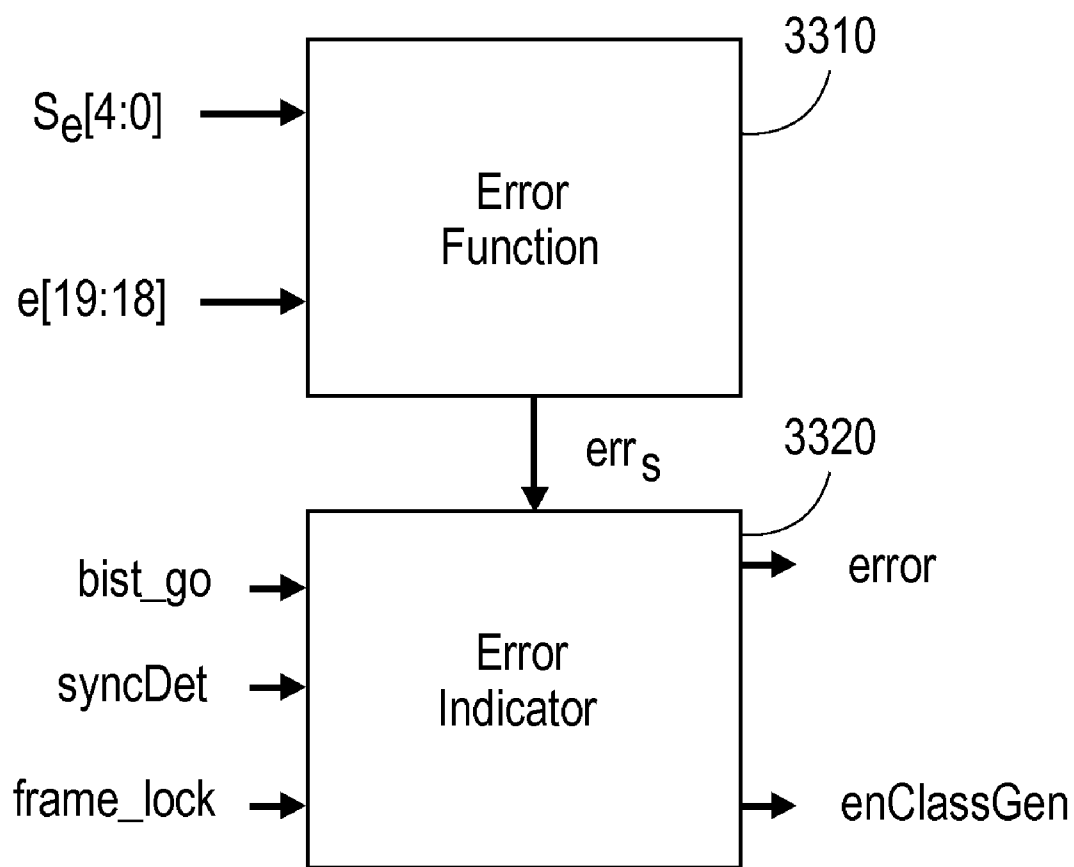 3310
Se[4:0]
Error
Function
e[19:18]
errs
3320
bist_go
error
syncDet
Error
Indicator
frame_lock
enClassGen